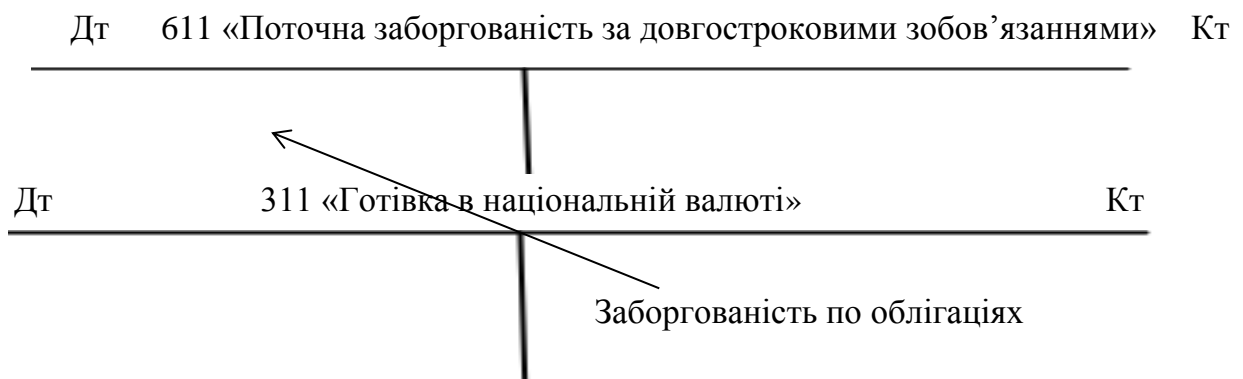 Дт 611 «Поточна заборгованість за довгостроковими зобов’язаннями» Кт
Дт 311 «Готівка в національній валюті» Кт
Заборгованість по облігаціях